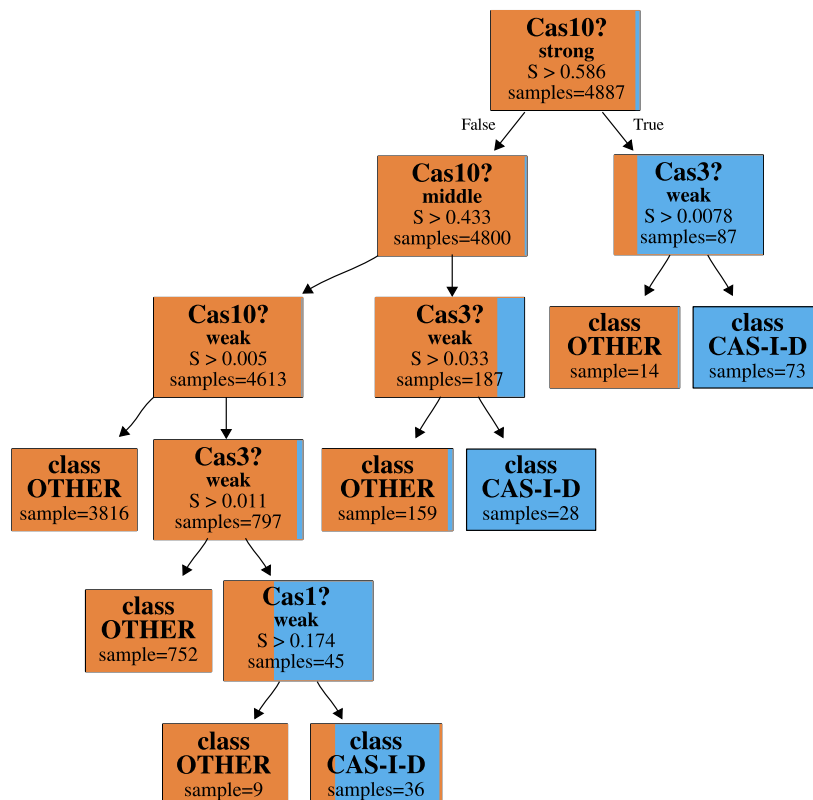 Cas10?
strong
S > 0.586
samples=4887
False
True
Cas10?
middle
S > 0.433
samples=4800
Cas3?
weak
S > 0.0078
samples=87
Cas10?
weak
S > 0.005
samples=4613
Cas3?
weak
S > 0.033
samples=187
class
OTHER
sample=14
class
CAS-I-D
samples=73
class
OTHER
sample=3816
Cas3?
weak
S > 0.011
samples=797
class
OTHER
sample=159
class
CAS-I-D
samples=28
class
OTHER
sample=752
Cas1?
weak
S > 0.174
samples=45
class
OTHER
sample=9
class
CAS-I-D
samples=36